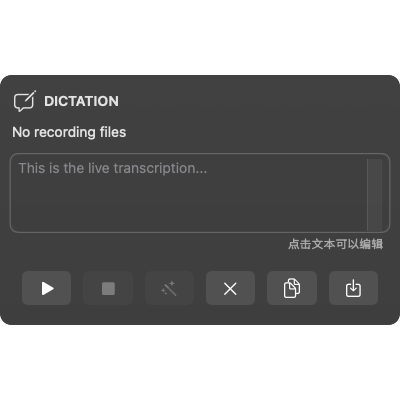 DICTATION
No recording files
This is the live transcription...
点击文本可以编辑